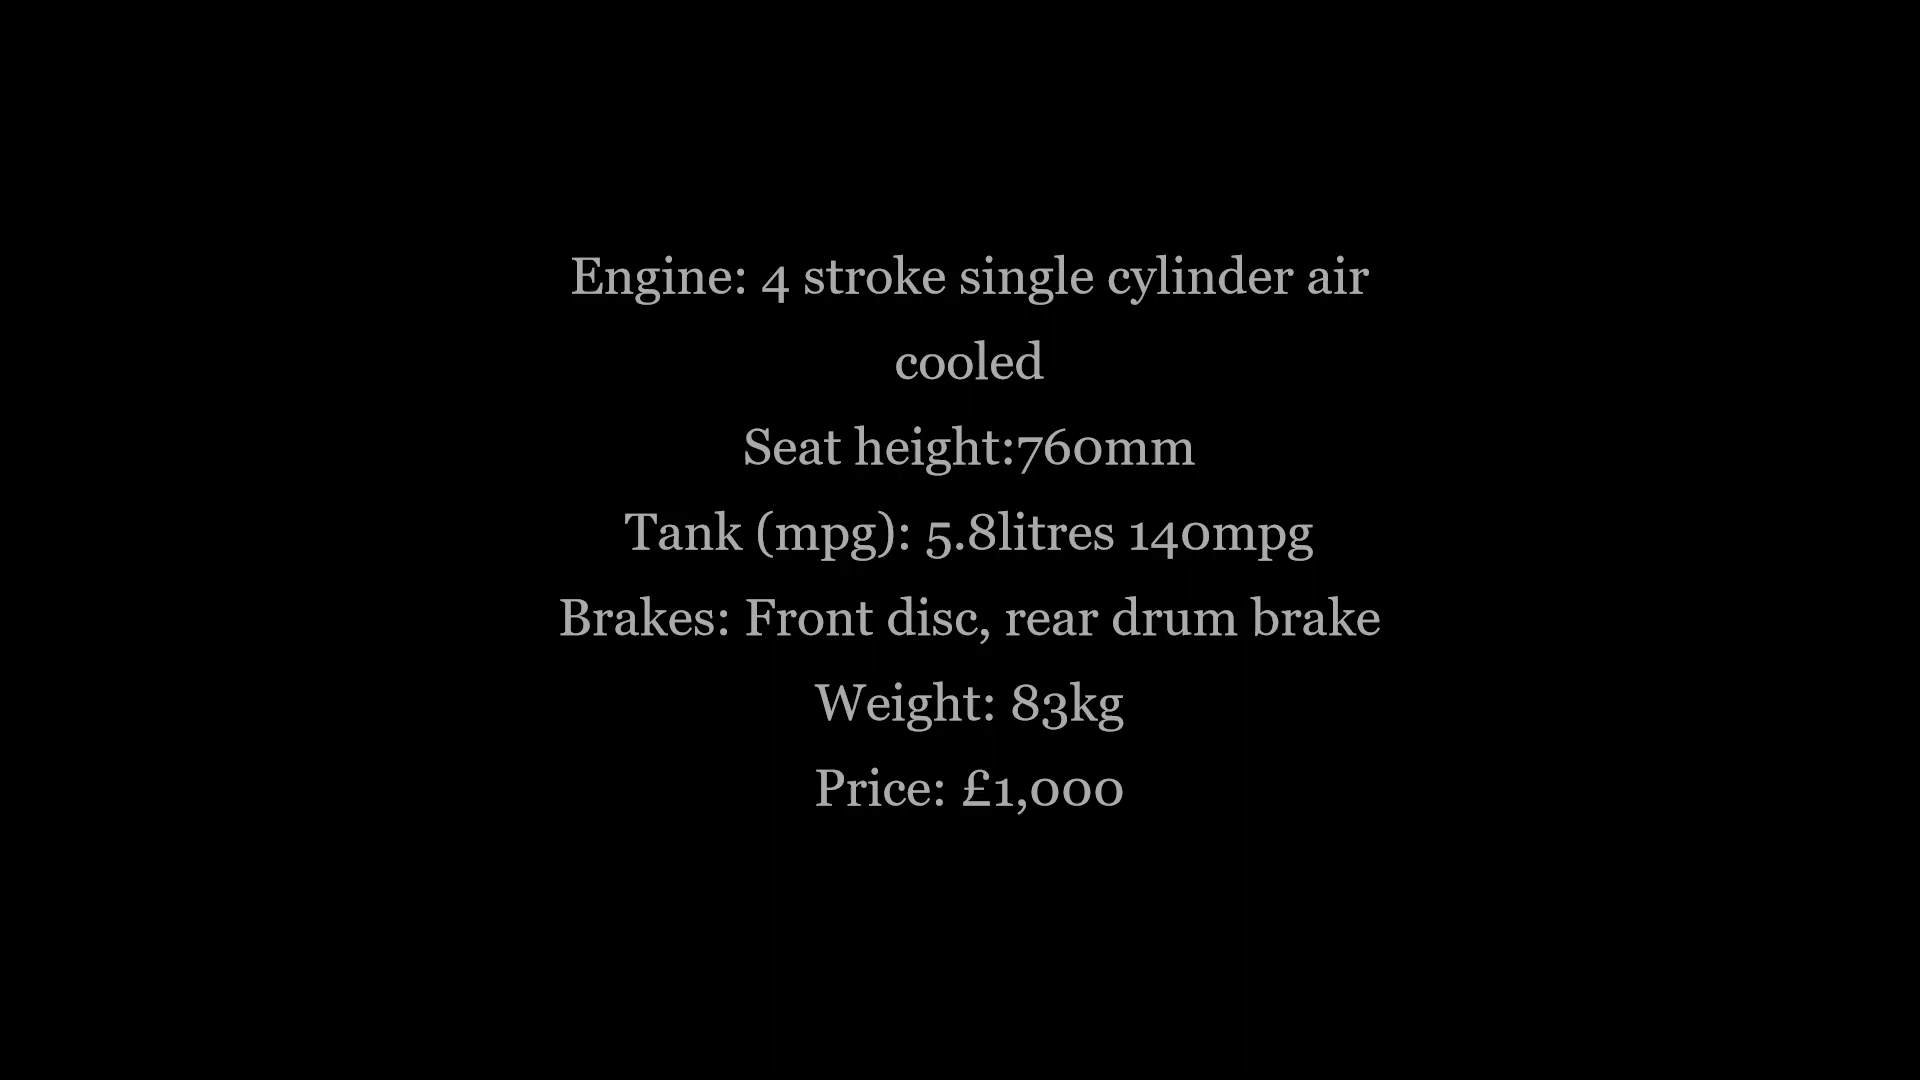 Engine: 4 stroke single cylinder air
cooled
Seat height:760mm
Tank (mpg): 5.8litres 140mpg
Brakes: Front disc, rear drum brake
Weight: 83kg
Price: £1,000